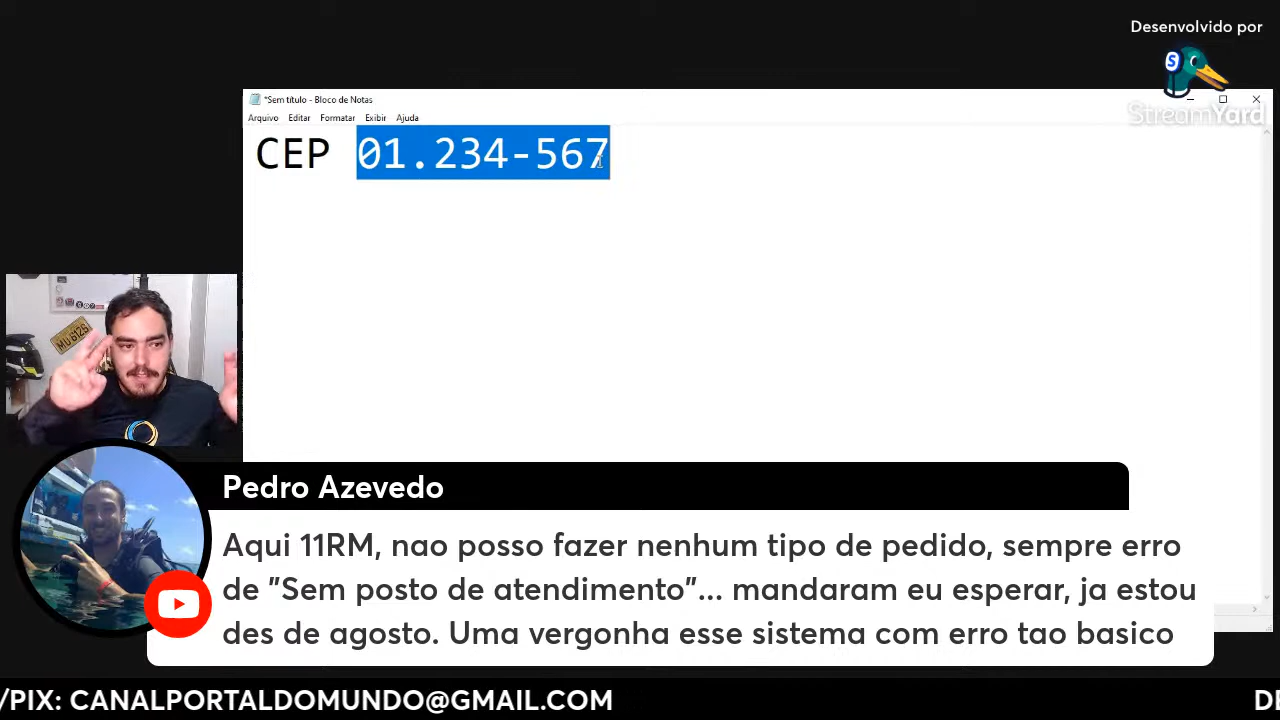 Desenvolvido por
StreamYard
*Sem título - Bloco de Notas
Arquivo Editar Formatar Exibir Ajuda
CEP 01.234-567
MUG126
Pedro Azevedo
Aqui 11RM, nao posso fazer nenhum tipo de pedido, sempre erro
de "Sem posto de atendimento"... mandaram eu esperar, ja estou
des de agosto. Uma vergonha esse sistema com erro tao basico
/PIX: CANALPORTALDOMUNDO@GMAIL.COM
DE